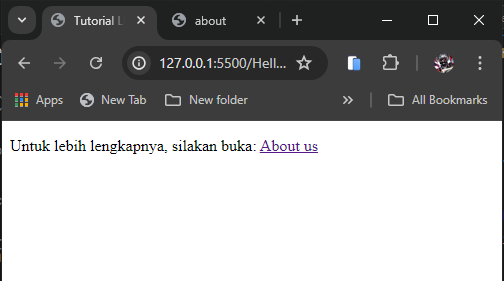 Tutorial L
about
127.0.0.1:5500/Hell...
Apps
New Tab
New folder
All Bookmarks
Untuk lebih lengkapnya, silakan buka: About us